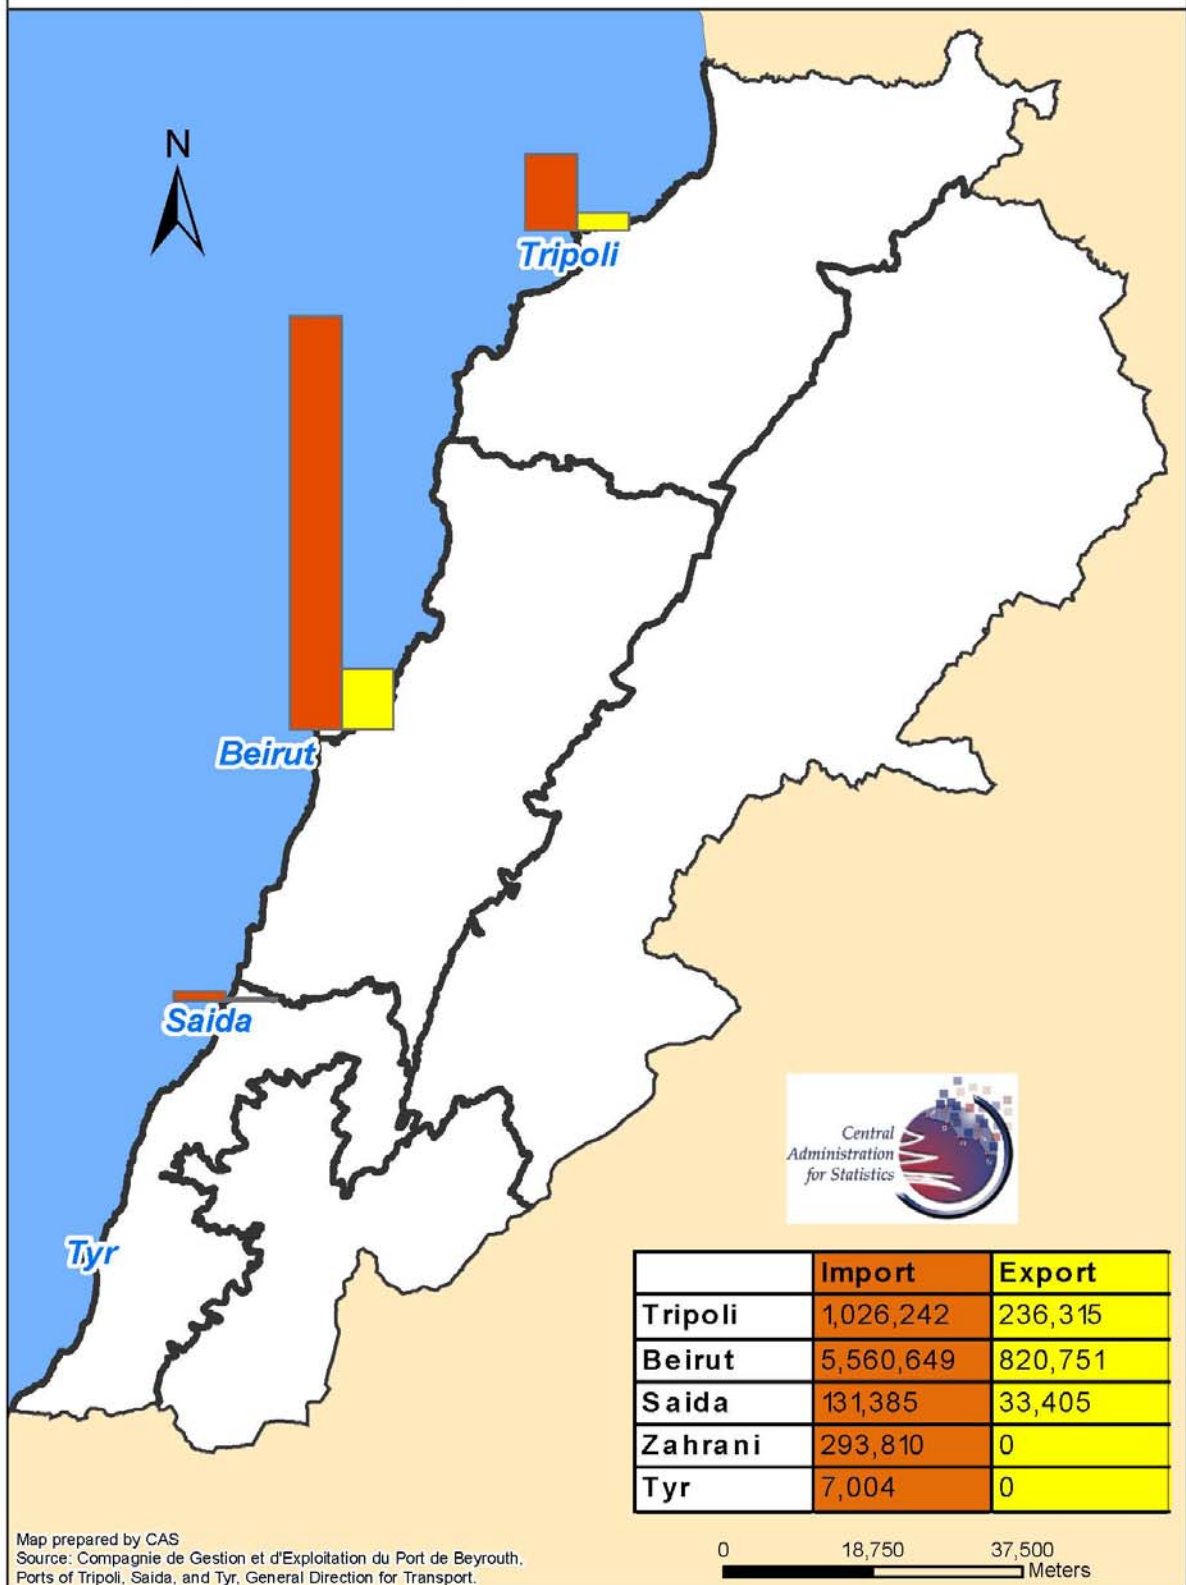 N
Tripoli
Beirut
Saida
Tyr
Central
Administration
for Statistics
Import Export
Tripoli 1,026,242 236,315
Beirut 5,560,649 820,751
Saida 131,385 33,405
Zahrani 293,810 0
Tyr 7,004 0
Map prepared by CAS
Source: Compagnie de Gestion et d'Exploitation du Port de Beyrouth,
Ports of Tripoli, Saida, and Tyr, General Direction for Transport.
0 18,750 37,500
Meters